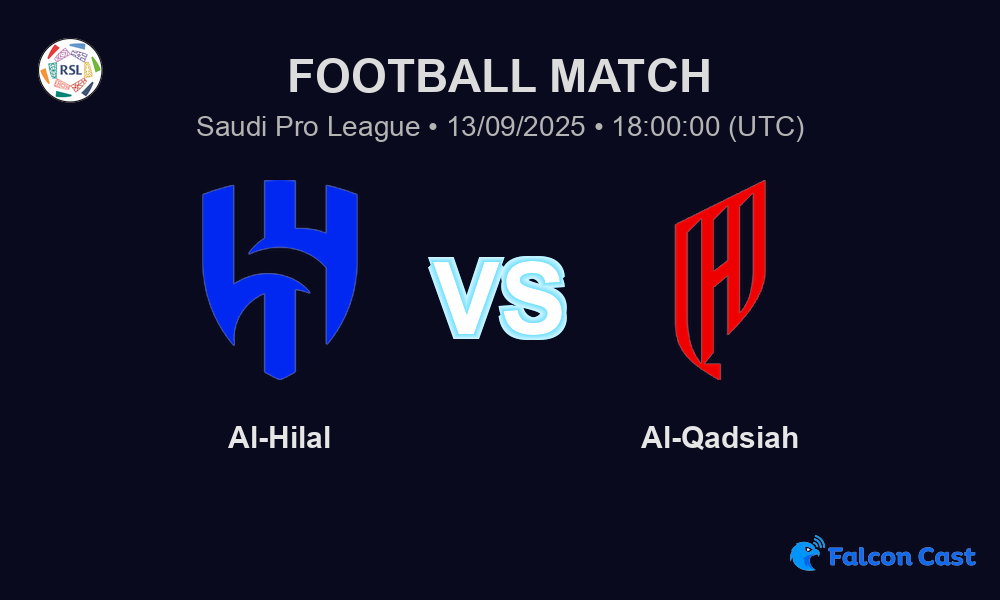 RSL
FOOTBALL MATCH
Saudi Pro League • 13/09/2025 • 18:00:00 (UTC)
VS
Al-Hilal
Al-Qadsiah
Falcon Cast